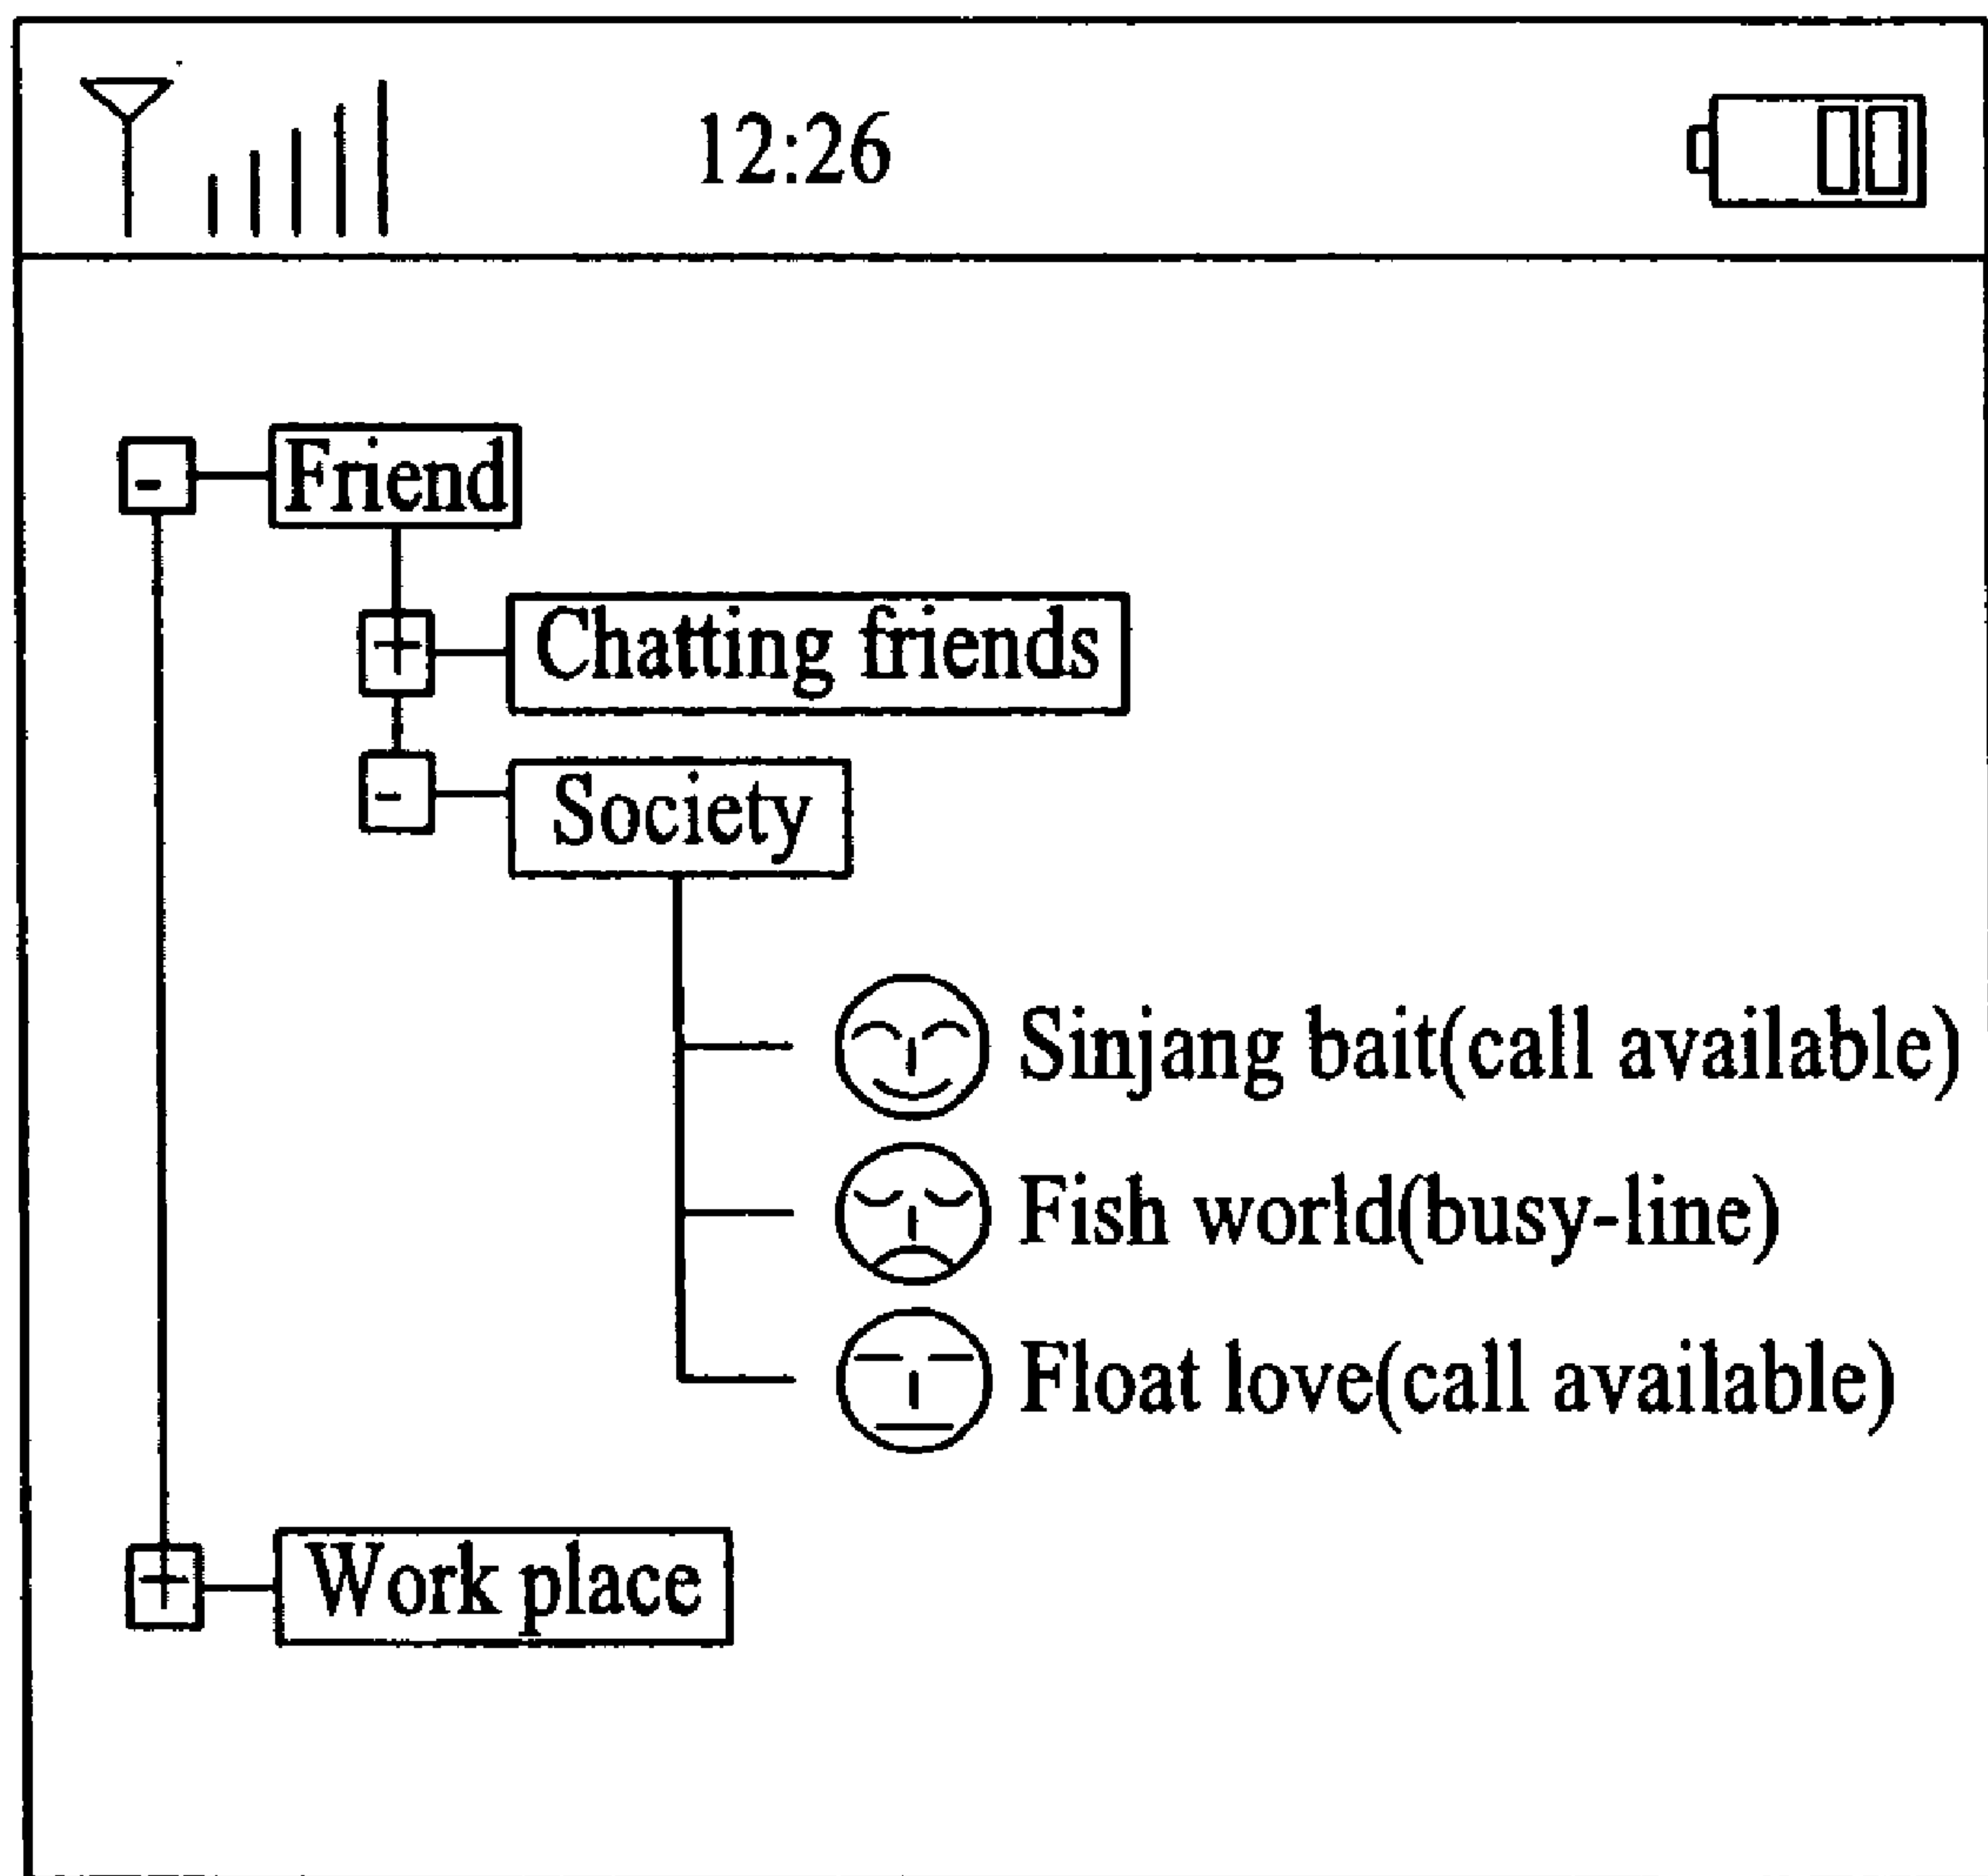 12:26
- Friend
+ Chatting friends
- Society
Sinjang bait(call available)
Fish world(busy-line)
Float love(call available)
+ Work place